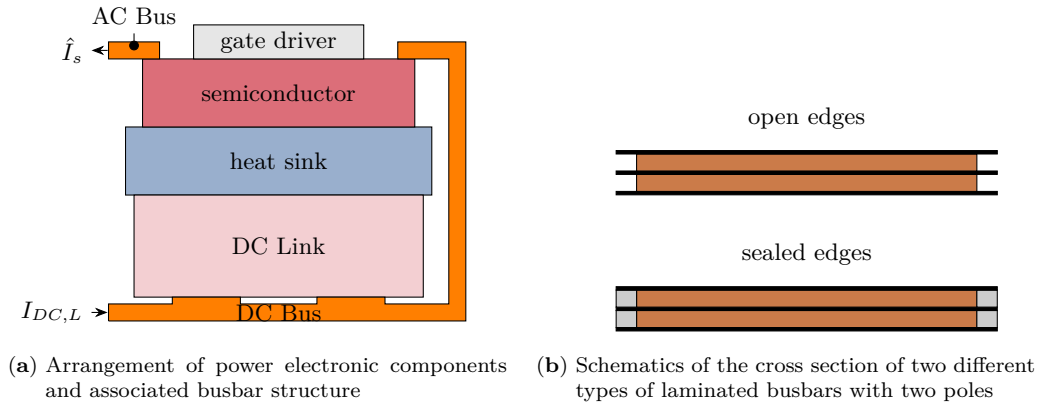 AC Bus
Î_s
gate driver
semiconductor
heat sink
DC Link
I_{DC,L}
DC Bus
(a) Arrangement of power electronic components
and associated busbar structure
open edges
sealed edges
(b) Schematics of the cross section of two different
types of laminated busbars with two poles